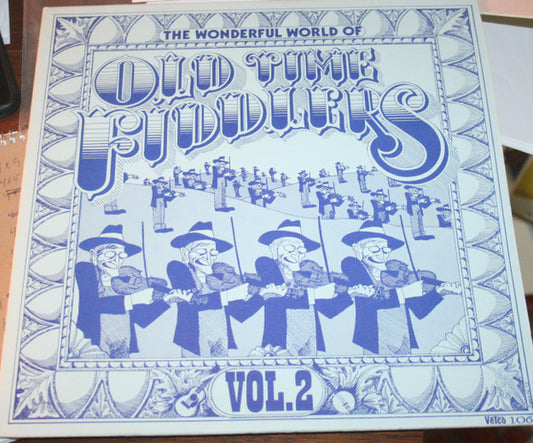 THE WONDERFUL WORLD OF
OLD TIME
FIDDLERS
VOL.2
Vetco 106